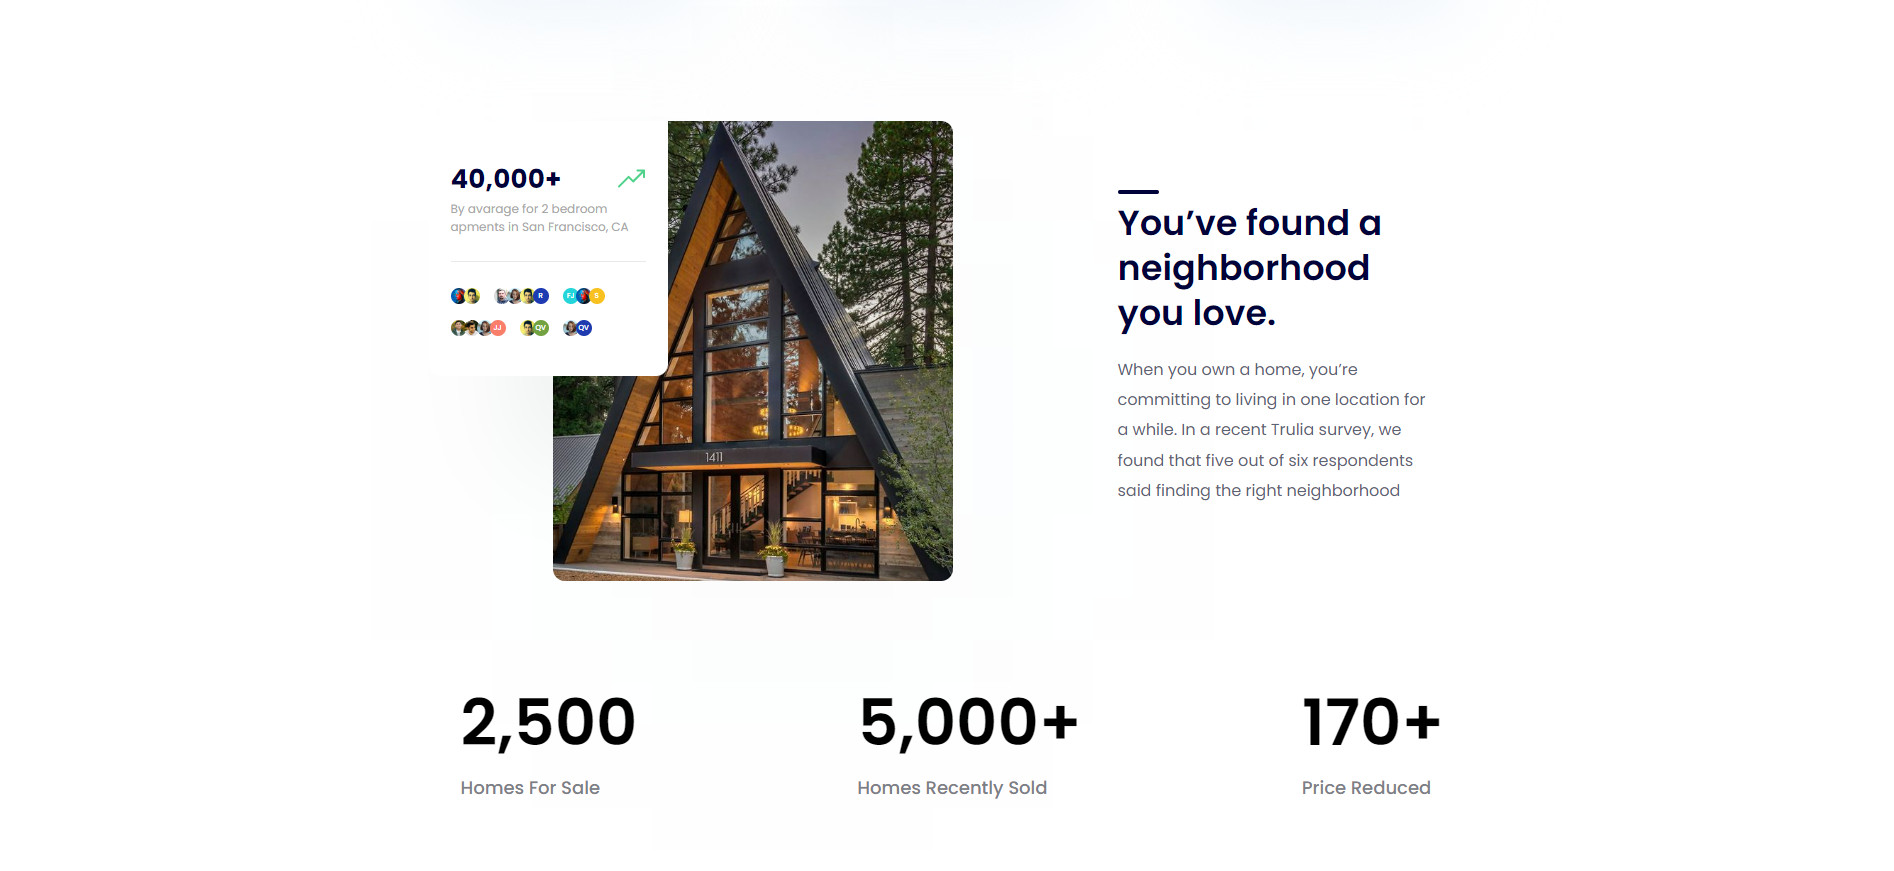 40,000+
By avarage for 2 bedroom
apments in San Francisco, CA
R
FJ
S
JJ
QV
QV
1411
You’ve found a
neighborhood
you love.
When you own a home, you’re
committing to living in one location for
a while. In a recent Trulia survey, we
found that five out of six respondents
said finding the right neighborhood
2,500
Homes For Sale
5,000+
Homes Recently Sold
170+
Price Reduced